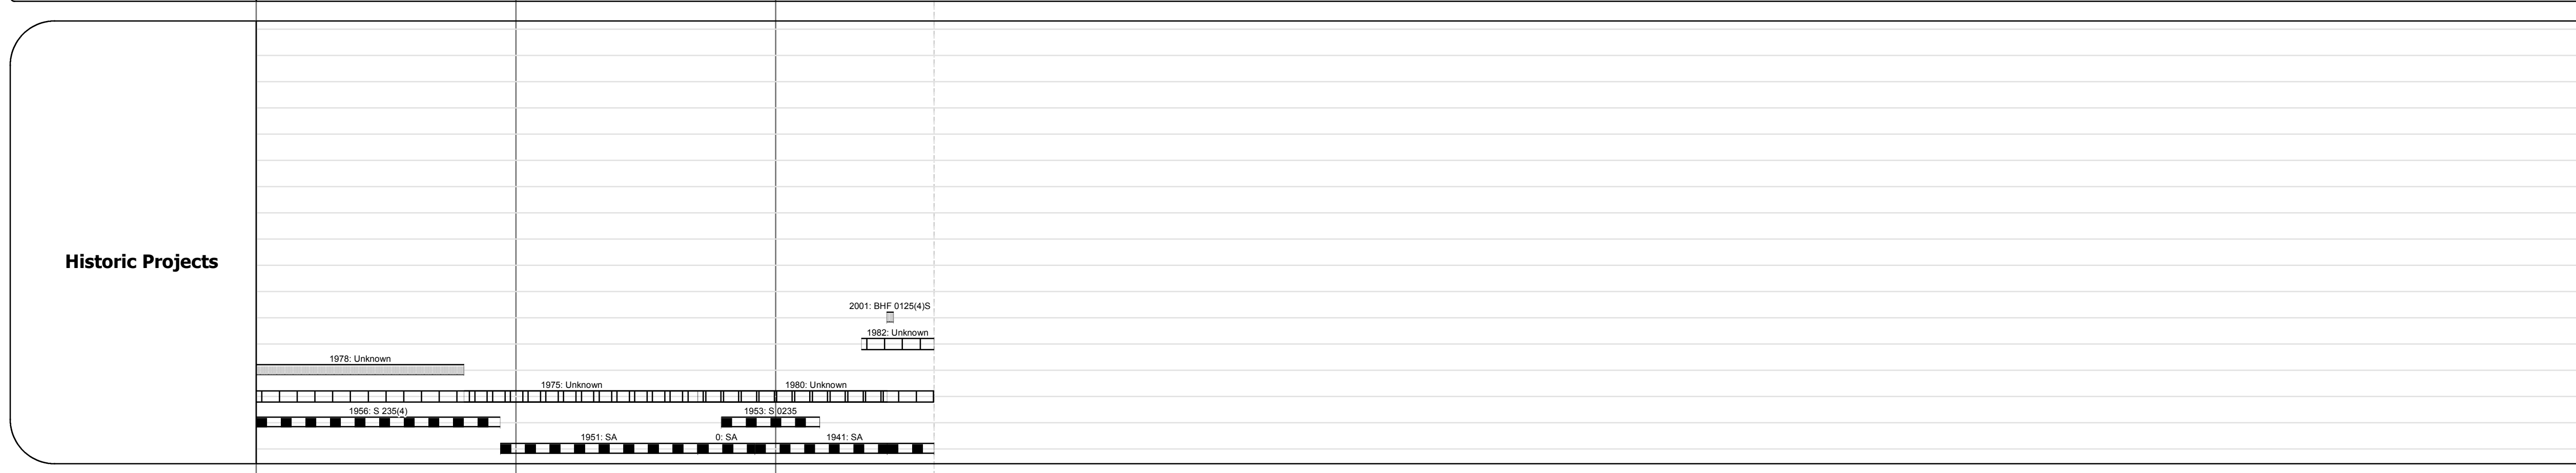 Historic Projects
2001: BHF 0125(4)S
1982: Unknown
1978: Unknown
1975: Unknown 1980: Unknown
1956: S 235(4) 1953: S 0235
1951: SA 0: SA 1941: SA